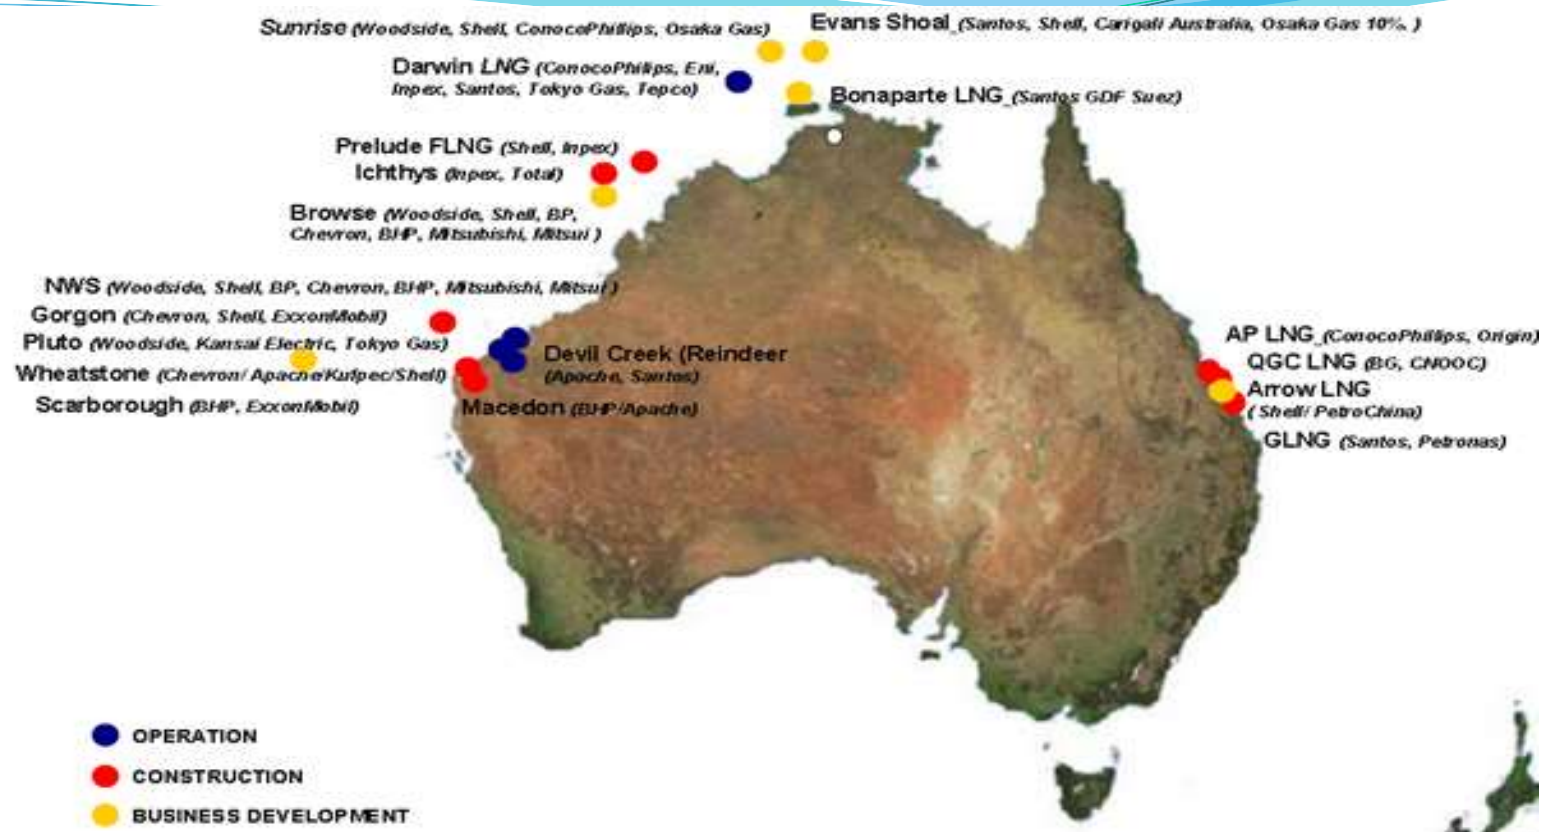 Sunrise (Woodside, Shell, ConocoPhillips, Osaka Gas)
Evans Shoal (Santos, Shell, Carigali Australia, Osaka Gas 10%. )
Darwin LNG (ConocoPhilips, Eni,
Inpex, Santos, Tokyo Gas, Tepco)
Bonaparte LNG (Santos GDF Suez)
Prelude FLNG (Shell, Inpex)
Ichthys (Inpex, Total)
Browse (Woodside, Shell, BP,
Chevron, BHP, Mitsubishi, Mitsui )
NWS (Woodside, Shell, BP, Chevron, BHP, Mitsubishi, Mitsui )
Gorgon (Chevron, Shell, ExxonMobil)
Pluto (Woodside, Kansai Electric, Tokyo Gas)
Wheatstone (Chevron/ Apache/Kufpec/Shell)
Scarborough (BHP, ExxonMobil)
Devil Creek (Reindeer
(Apache, Santos)
Macedon (BHP/Apache)
AP LNG (ConocoPhillips, Origin)
QGC LNG (BG, CNOOC)
Arrow LNG
( Shell/ PetroChina)
GLNG (Santos, Petronas)
OPERATION
CONSTRUCTION
BUSINESS DEVELOPMENT